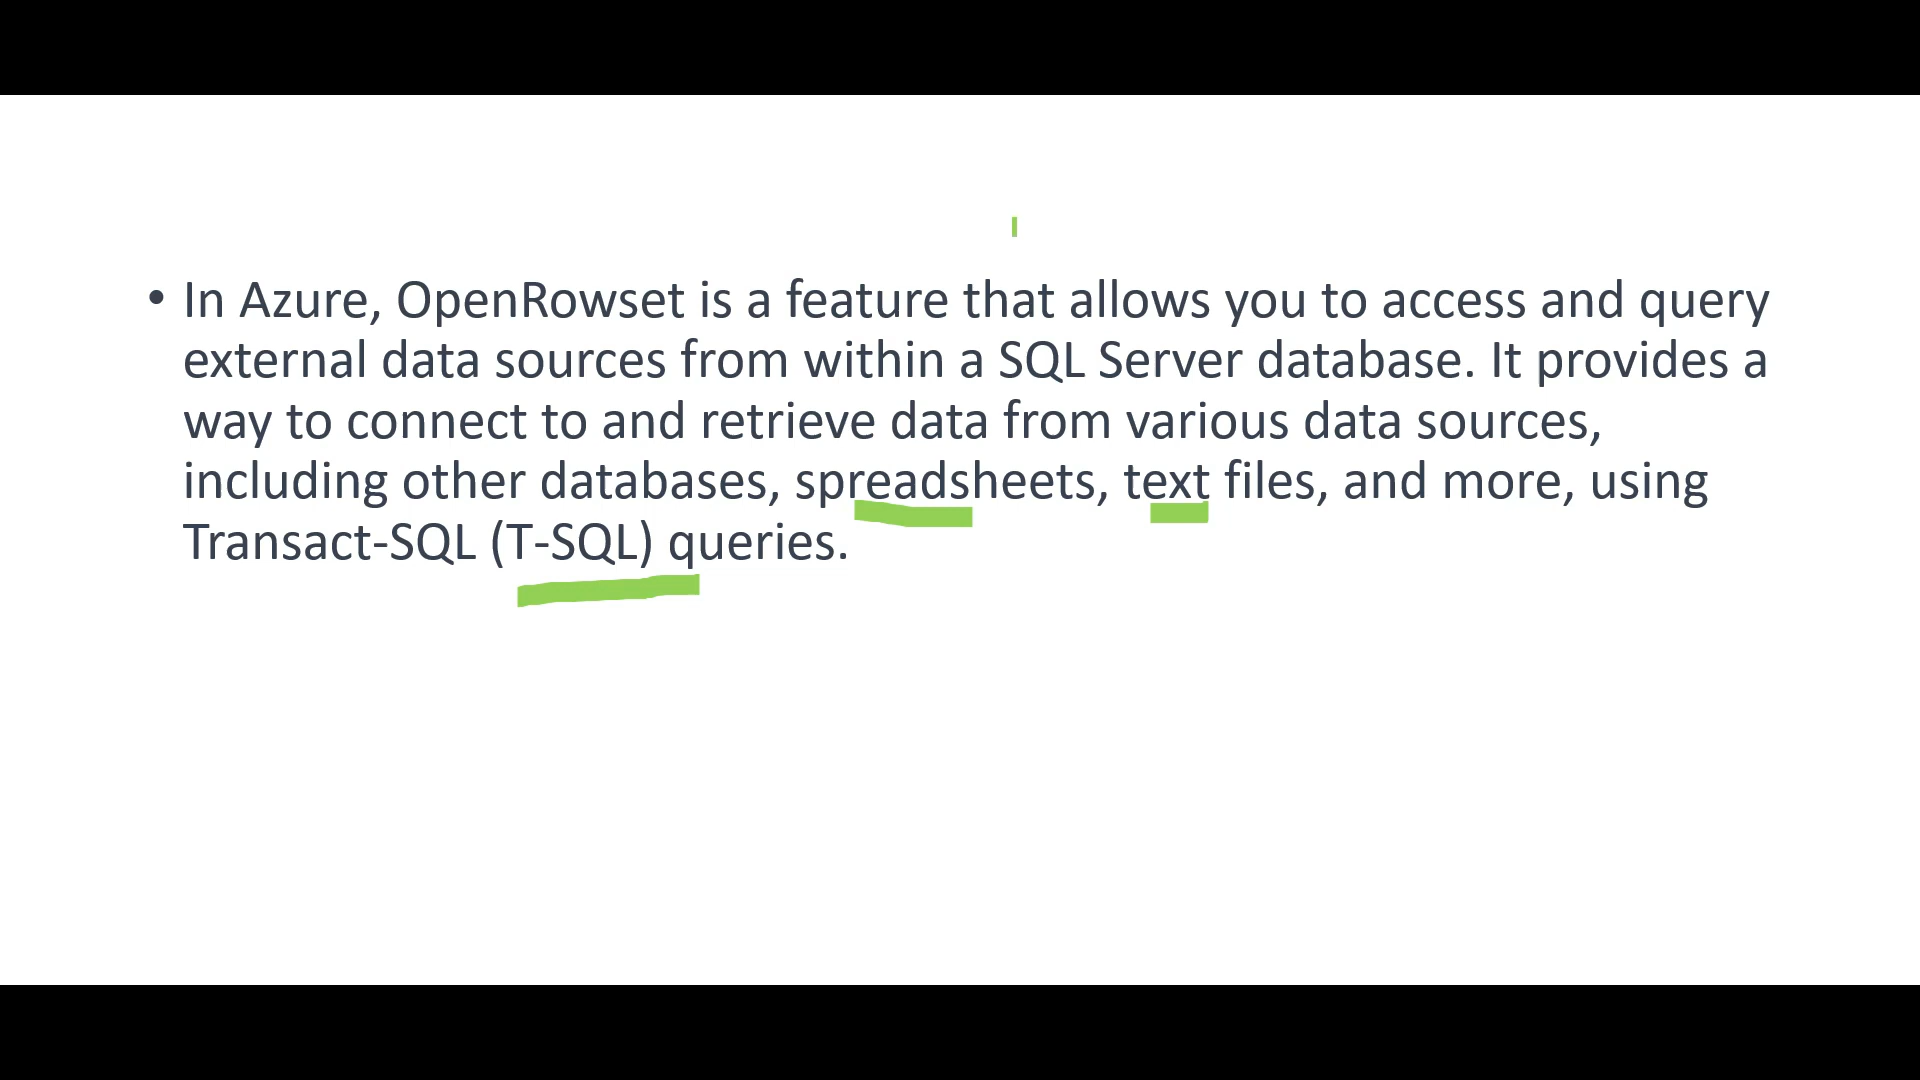 • In Azure, OpenRowset is a feature that allows you to access and query
external data sources from within a SQL Server database. It provides a
way to connect to and retrieve data from various data sources,
including other databases, spreadsheets, text files, and more, using
Transact-SQL (T-SQL) queries.